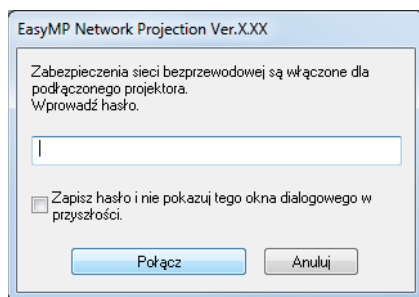 EasyMP Network Projection Ver.X.XX
Zabezpieczenia sieci bezprzewodowej są włączone dla
podłączonego projektora.
Wprowadź hasło.
Zapisz hasło i nie pokazuj tego okna dialogowego w
przyszłości.
Połącz
Anuluj